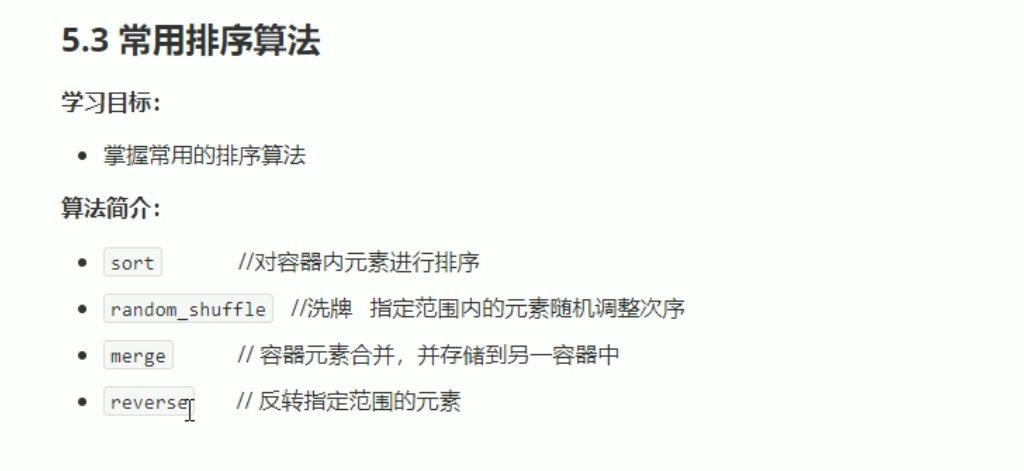 5.3 常用排序算法
学习目标：
• 掌握常用的排序算法
算法简介：
• sort //对容器内元素进行排序
• random_shuffle //洗牌 指定范围内的元素随机调整次序
• merge // 容器元素合并，并存储到另一容器中
• reverse // 反转指定范围的元素